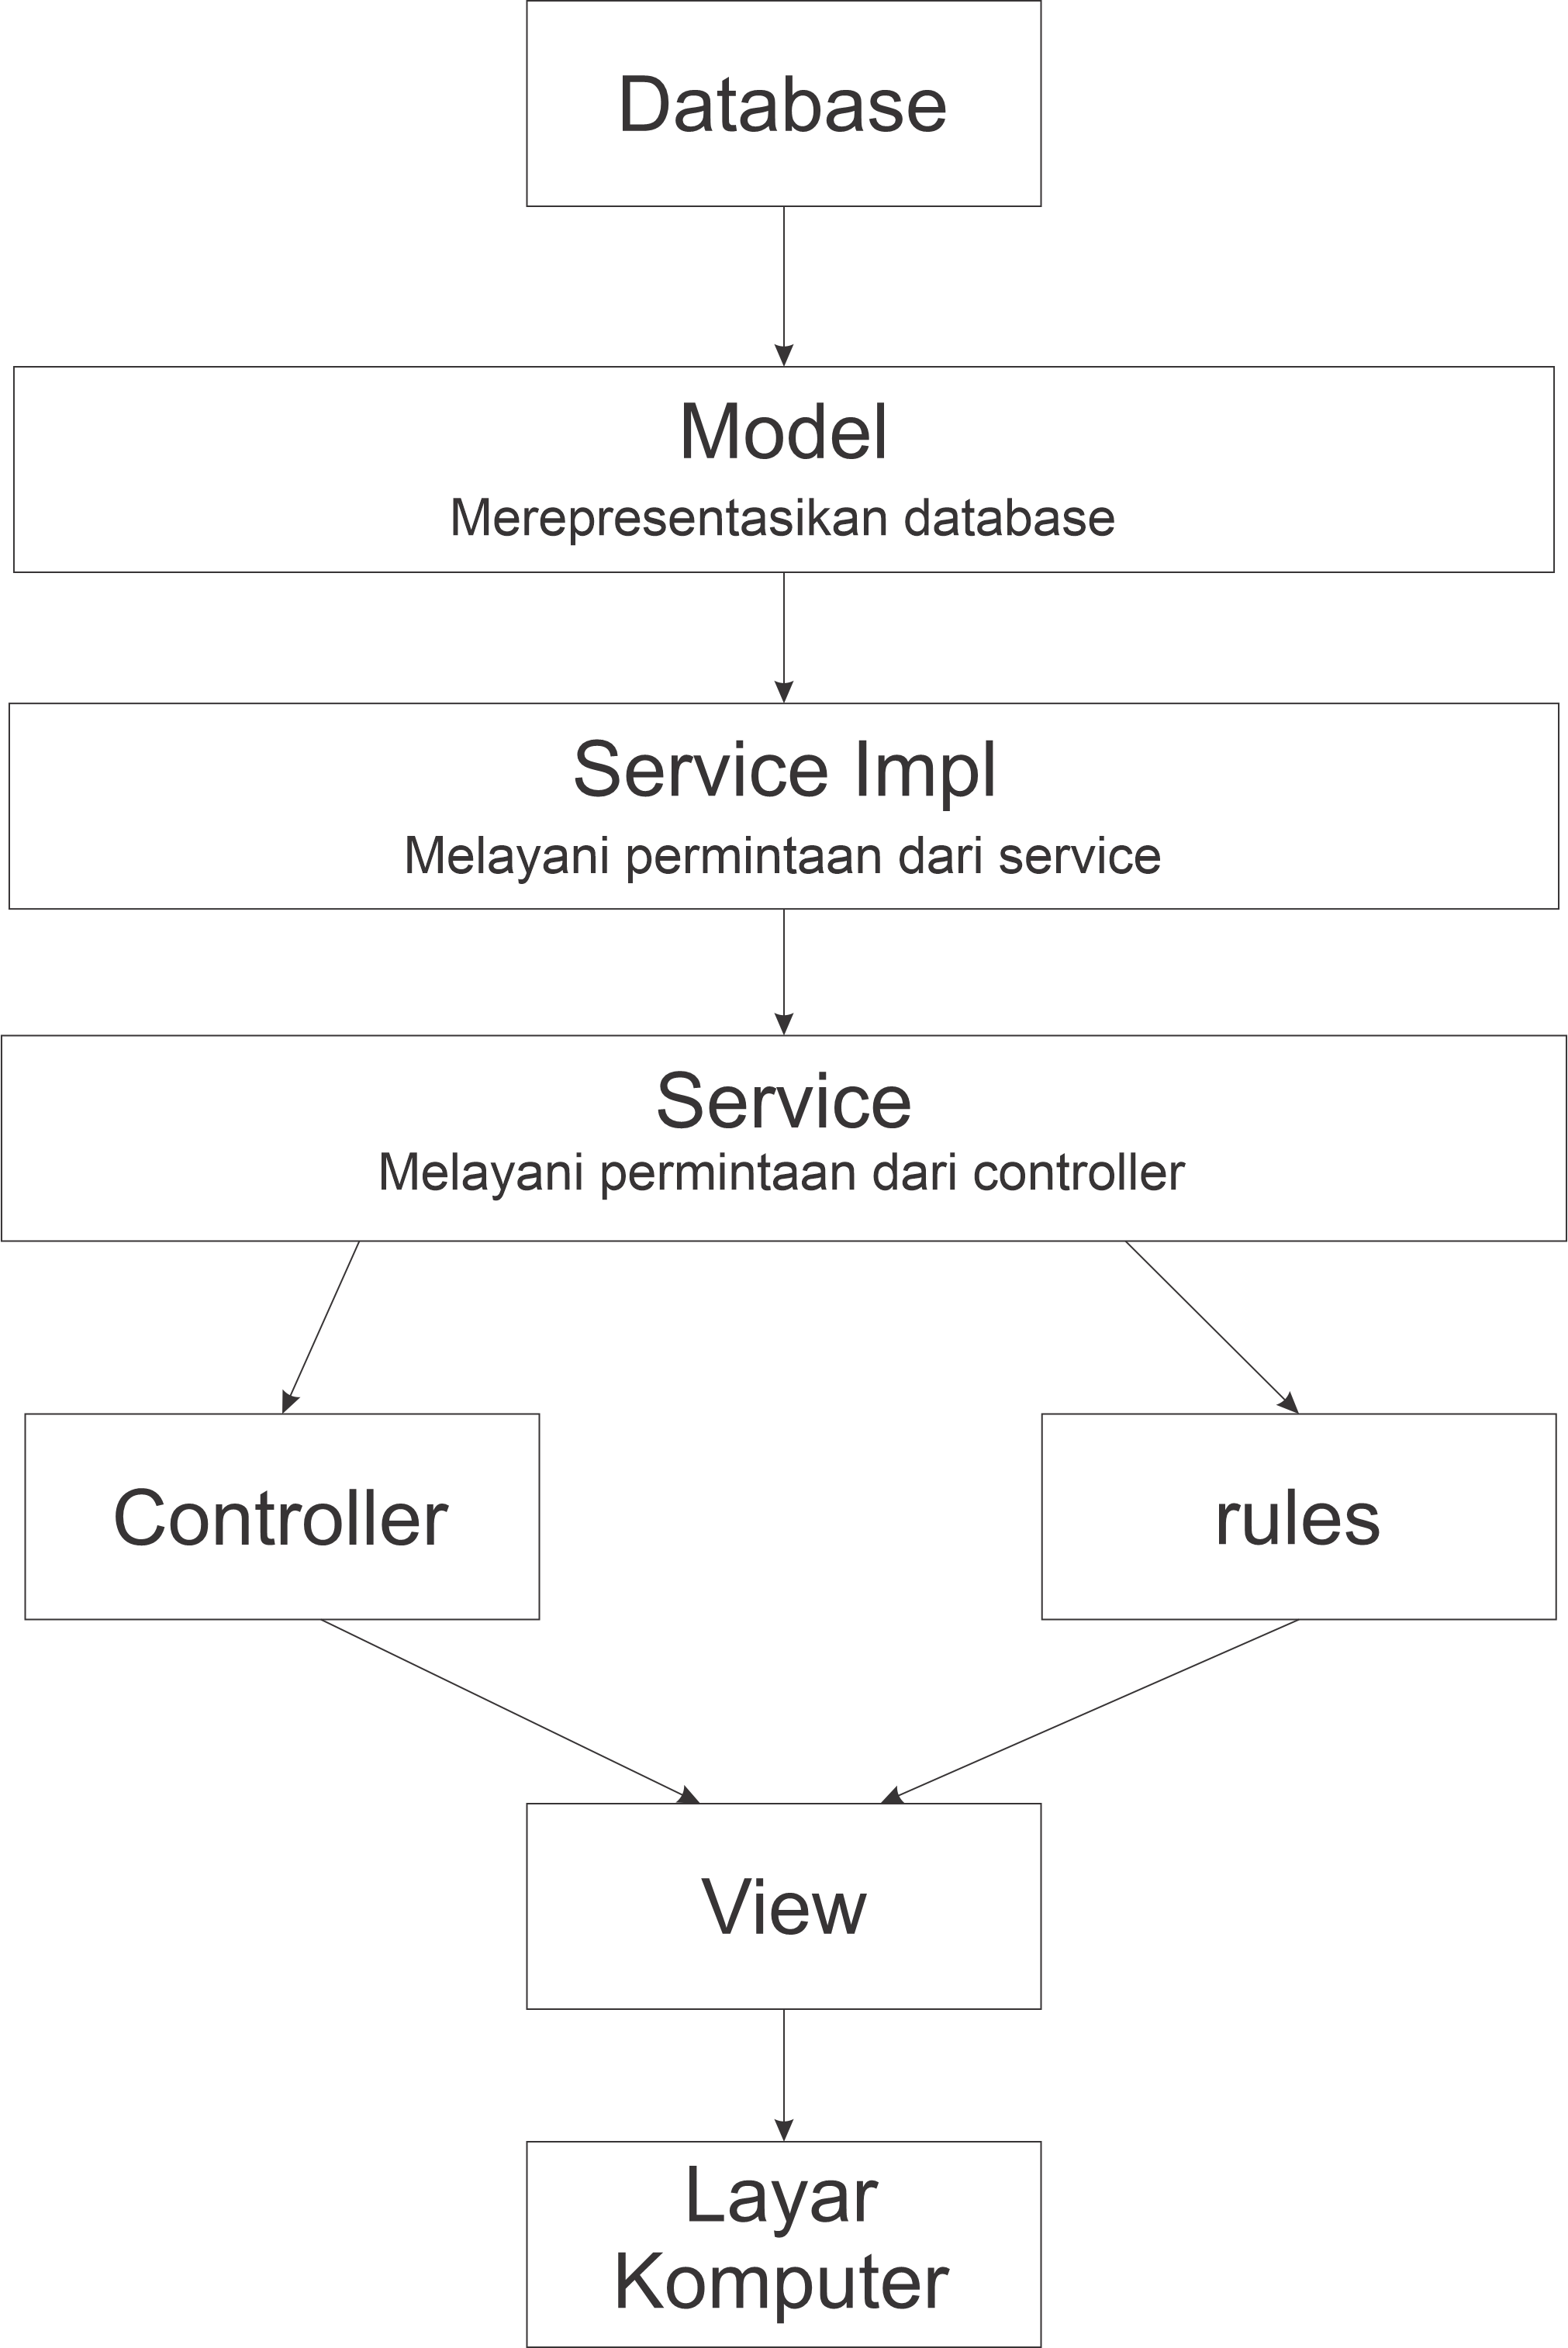 Database
Model
Merepresentasikan database
Service Impl
Melayani permintaan dari service
Service
Melayani permintaan dari controller
Controller
rules
View
Layar
Komputer